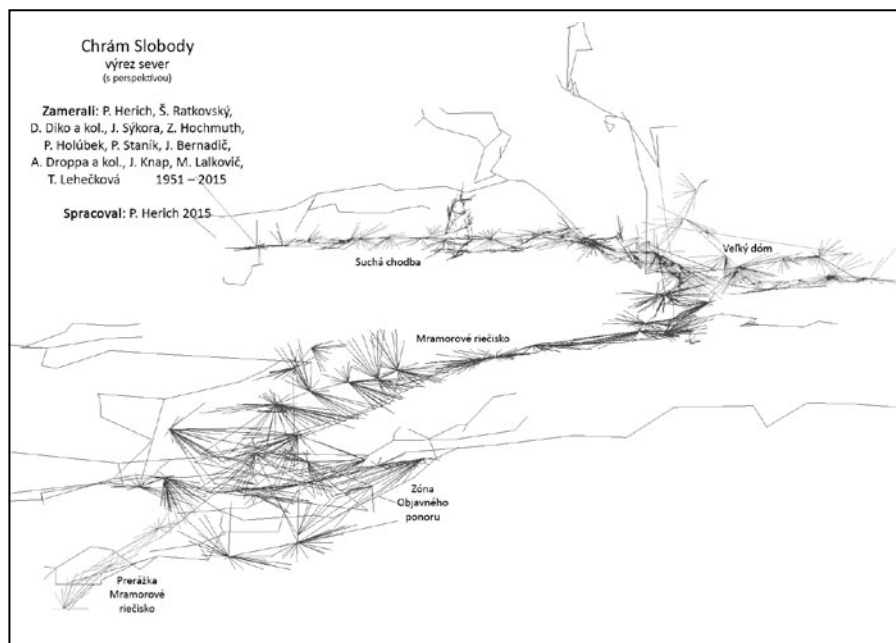 Chrám Slobody
výrez sever
(s perspektívou)
Zamerali: P. Herich, Š. Ratkovský,
D. Diko a kol., J. Sýkora, Z. Hochmuth,
P. Holúbek, P. Staník, J. Bernadič,
A. Droppa a kol., J. Knap, M. Lalkovič,
T. Lehečková 1951 – 2015
Spracoval: P. Herich 2015
Veľký dóm
Suchá chodba
Mramorové riečisko
Zóna
Objavného
ponoru
Prerážka
Mramorové
riečisko